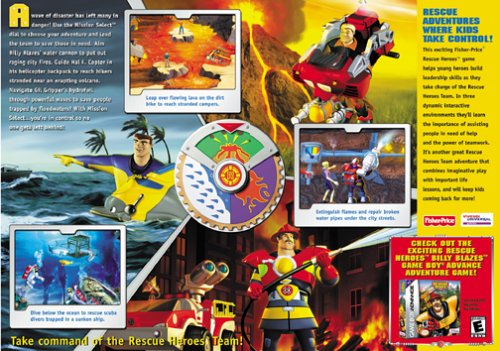 A wave of disaster has left many in
danger! Use the Mission Select™
dial to choose your adventure and lead
the team to save those in need. Aim
Billy Blazes' water cannon to put out
raging city fires. Guide Hal E. Copter in
his helicopter backpack to reach hikers
stranded near an erupting volcano.
Navigate Gil Gripper's hydrofoil
through powerful waves to save people
trapped by floodwaters! With Mission
Select...you're in control so no
one gets left behind!
Leap over flowing lava on the dirt
bike to reach stranded campers.
Dive below the ocean to rescue scuba
divers trapped in a sunken ship.
Extinguish flames and repair broken
water pipes under the city streets.
Take command of the Rescue Heroes Team!
RESCUE
ADVENTURES
WHERE KIDS
TAKE CONTROL!
This exciting Fisher-Price®
Rescue Heroes™ game
helps young heroes build
leadership skills as they
take charge of the Rescue
Heroes Team. In three
dynamic interactive
environments they'll learn
the importance of assisting
people in need of help
and the power of teamwork.
It's another great Rescue
Heroes Team adventure that
combines imaginative play
with important life
lessons, and will keep kids
coming back for more!
Fisher-Price
UNIVERSAL
CHECK OUT THE
EXCITING RESCUE
HEROES™ BILLY BLAZES™
GAME BOY® ADVANCE
ADVENTURE GAME!
GAME BOY ADVANCE